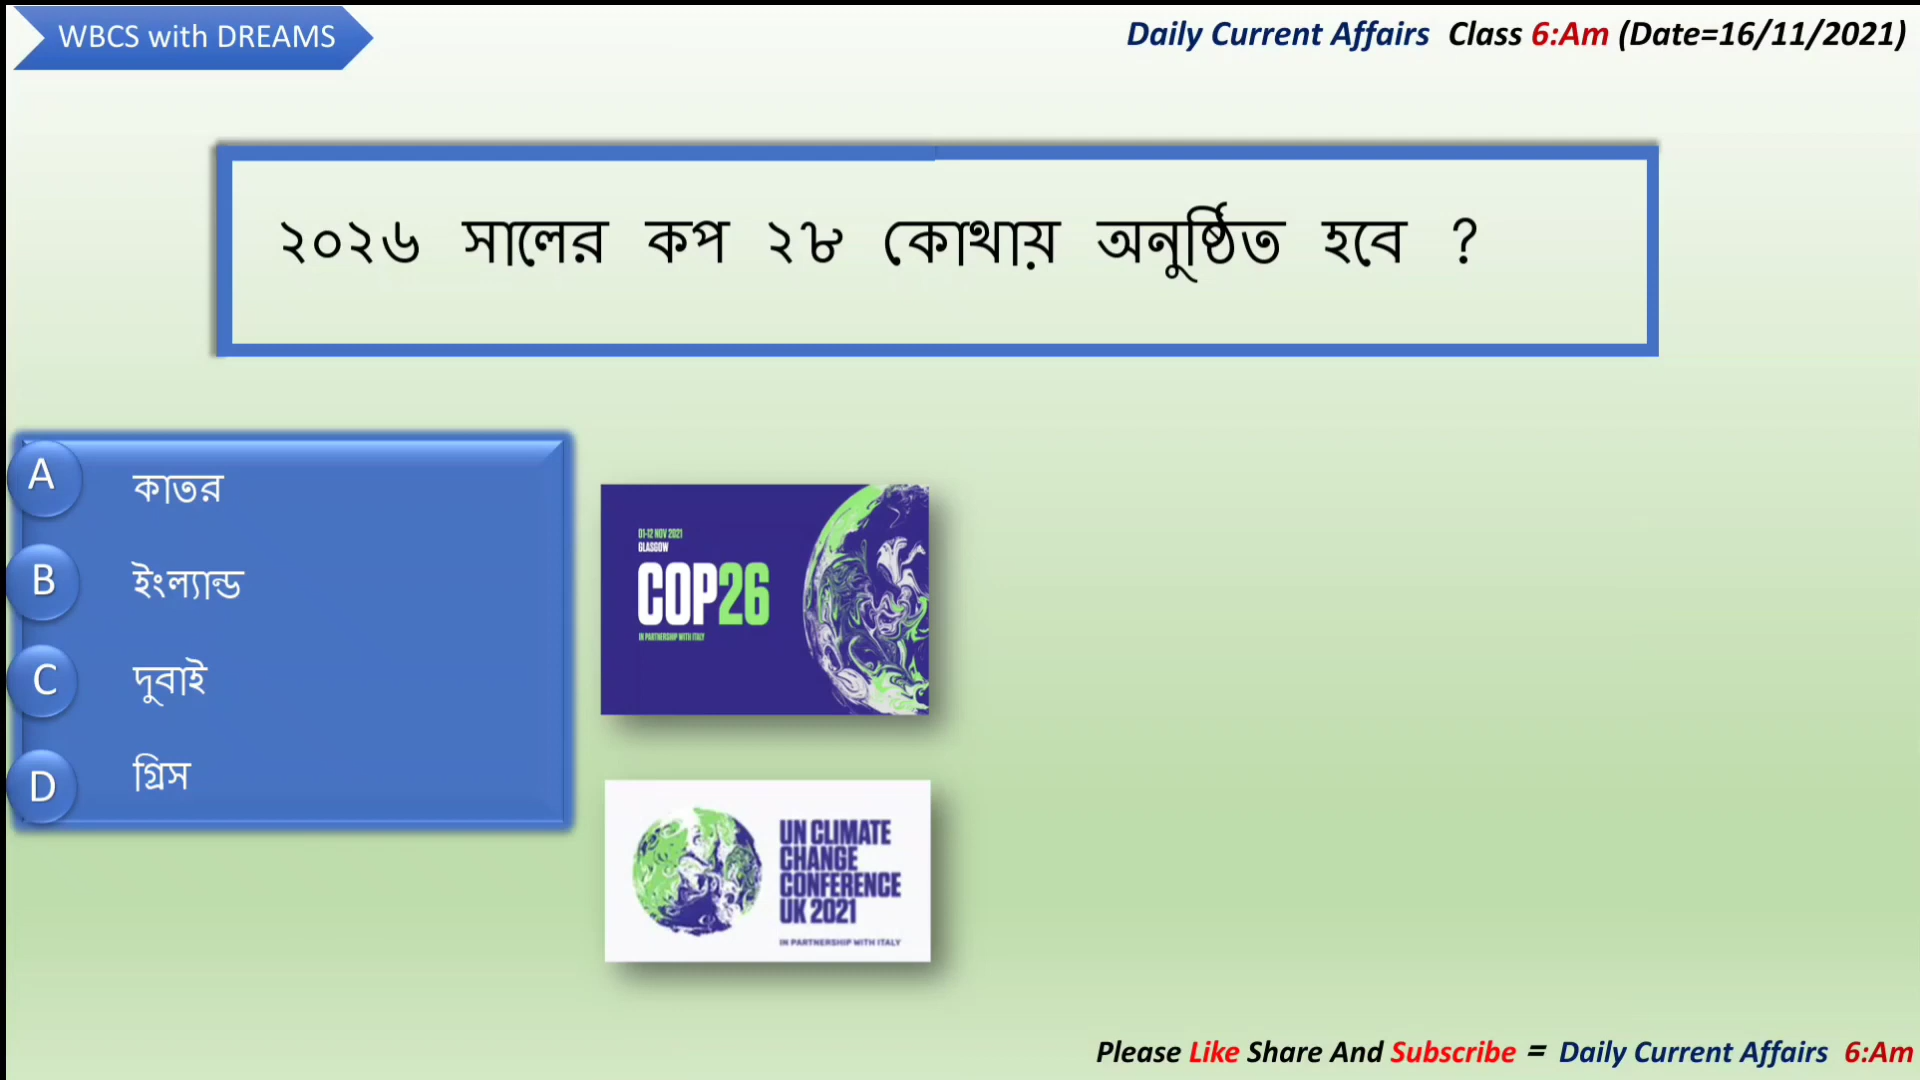 WBCS with DREAMS
Daily Current Affairs Class 6:Am (Date=16/11/2021)
২০২৬ সালের কপ ২৮ কোথায় অনুষ্ঠিত হবে ?
A কাতর
B ইংল্যান্ড
C দুবাই
D গ্রিস
01-12 NOV 2021
GLASGOW
COP26
IN PARTNERSHIP WITH ITALY
UN CLIMATE
CHANGE
CONFERENCE
UK 2021
IN PARTNERSHIP WITH ITALY
Please Like Share And Subscribe = Daily Current Affairs 6:Am